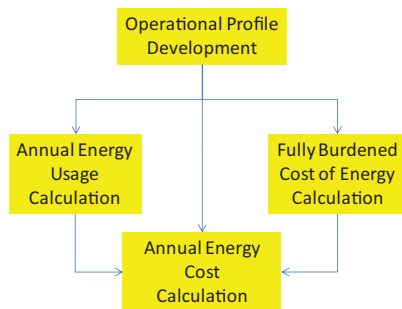 Operational Profile
Development
Annual Energy
Usage
Calculation
Fully Burdened
Cost of Energy
Calculation
Annual Energy
Cost
Calculation